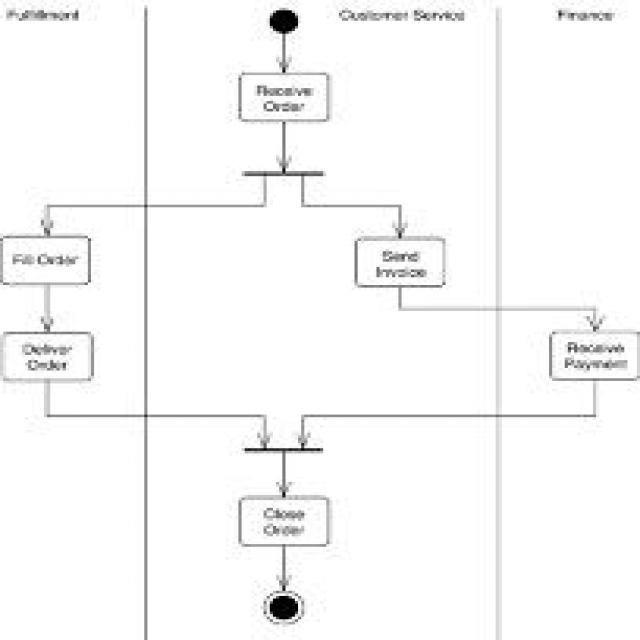 Fulfillment
Customer Service
Finance
Receive
Order
Fill Order
Send
Invoice
Deliver
Order
Receive
Payment
Close
Order